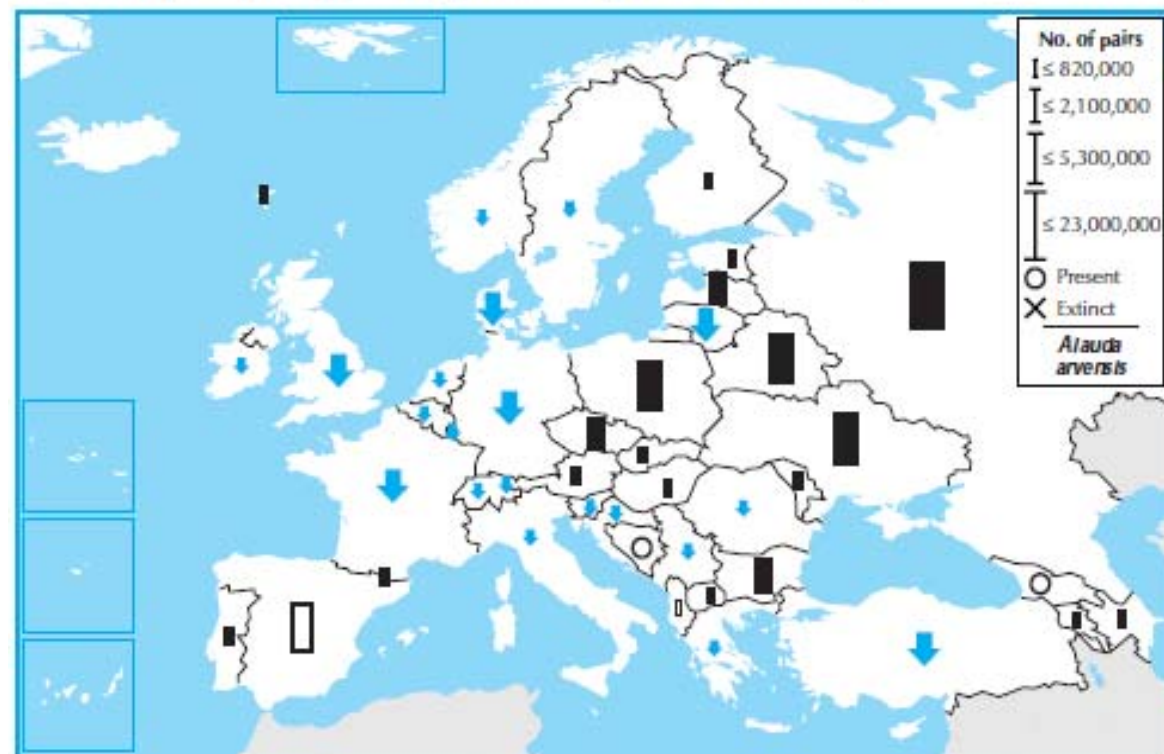 No. of pairs
≤ 820,000
≤ 2,100,000
≤ 5,300,000
≤ 23,000,000
Present
Extinct
Alauda
arvensis